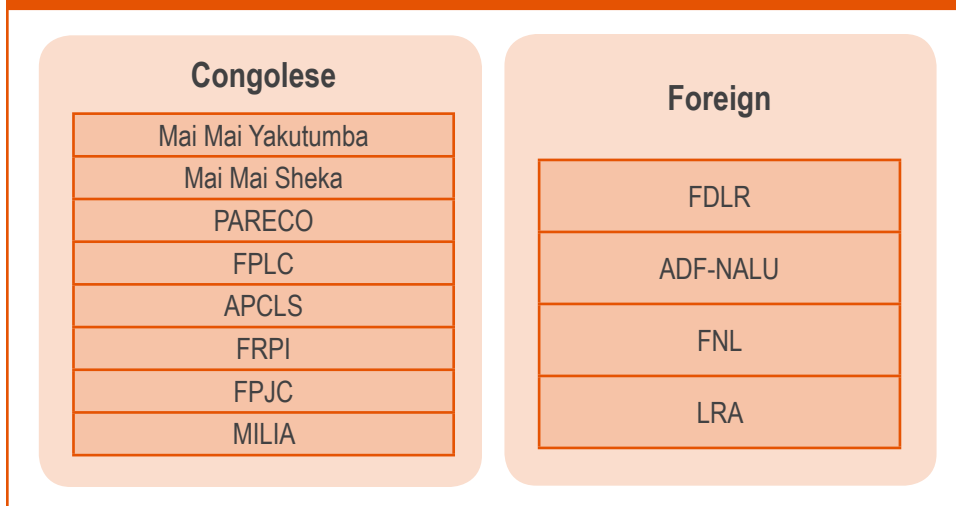 Congolese
Mai Mai Yakutumba
Mai Mai Sheka
PARECO
FPLC
APCLS
FRPI
FPJC
MILIA
Foreign
FDLR
ADF-NALU
FNL
LRA